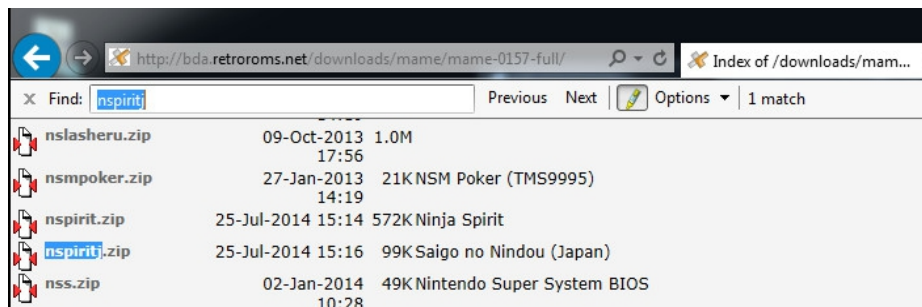 http://bda.retroroms.net/downloads/mame/mame-0157-full/ Index of /downloads/mam...
x Find: nspiritj Previous Next Options 1 match
nslasheru.zip 09-Oct-2013 1.0M
17:56
nsmpoker.zip 27-Jan-2013 21K NSM Poker (TMS9995)
14:19
nspirit.zip 25-Jul-2014 15:14 572K Ninja Spirit
nspiritj.zip 25-Jul-2014 15:16 99K Saigo no Nindou (Japan)
nss.zip 02-Jan-2014 49K Nintendo Super System BIOS
10:28